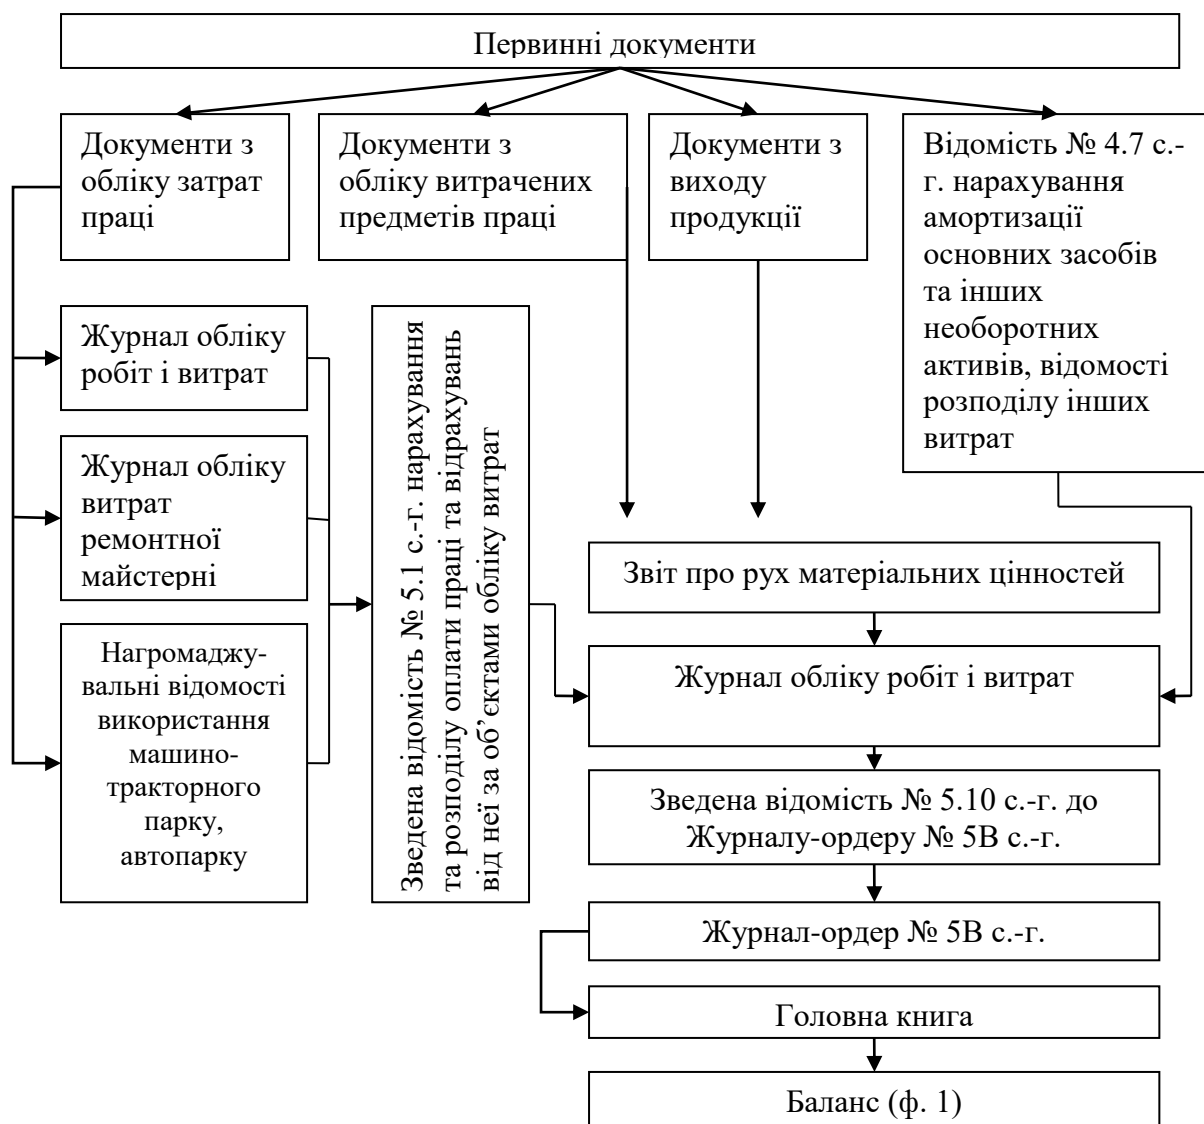 Первинні документи
Документи з
обліку затрат
праці
Документи з
обліку витрачених
предметів праці
Документи з
виходу
продукції
Відомість № 4.7 с.-
г. нарахування
амортизації
основних засобів
та інших
необоротних
активів, відомості
розподілу інших
витрат
Журнал обліку
робіт і витрат
Журнал обліку
витрат
ремонтної
майстерні
Нагромаджу-
вальні відомості
використання
машино-
тракторного
парку,
автопарку
Зведена відомість № 5.1 с.-г. нарахування
та розподілу оплати праці та відрахувань
від неї за об’єктами обліку витрат
Звіт про рух матеріальних цінностей
Журнал обліку робіт і витрат
Зведена відомість № 5.10 с.-г. до
Журналу-ордеру № 5В с.-г.
Журнал-ордер № 5В с.-г.
Головна книга
Баланс (ф. 1)